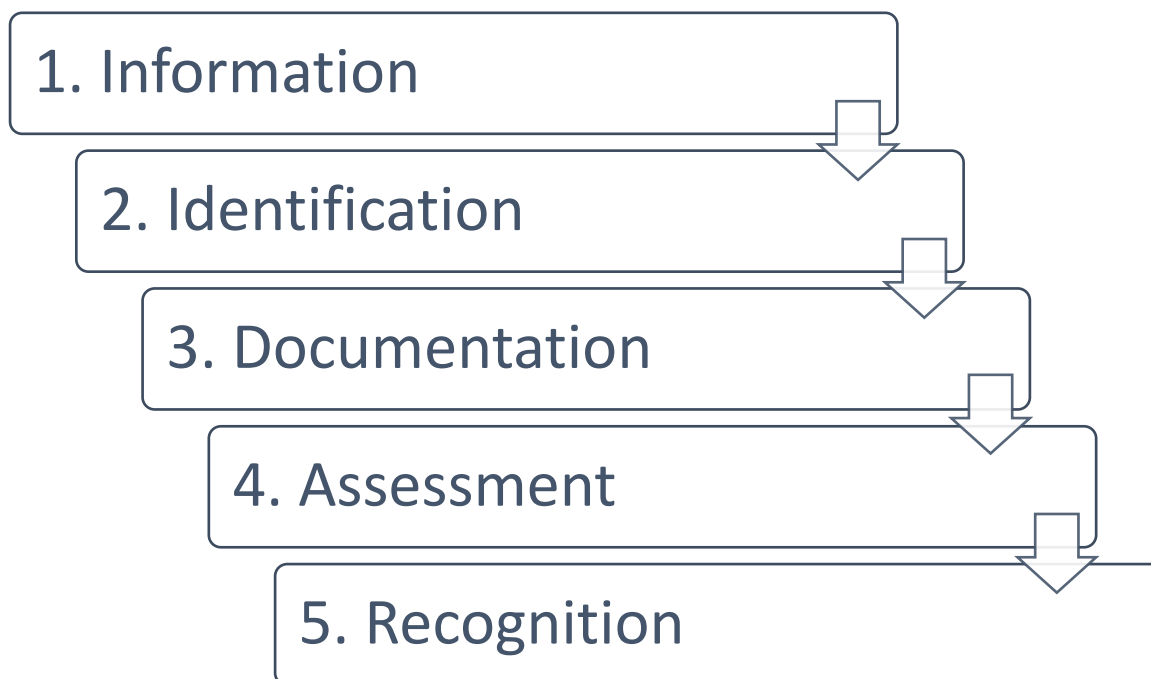 1. Information
2. Identification
3. Documentation
4. Assessment
5. Recognition